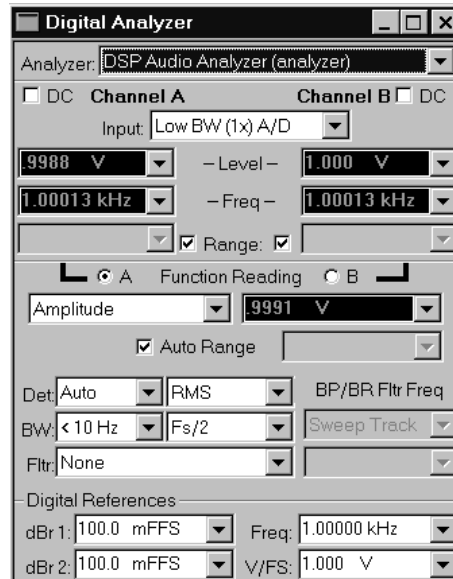 Digital Analyzer
Analyzer: DSP Audio Analyzer (analyzer)
DC Channel A Channel B DC
Input: Low BW (1x) A/D
.9988 V – Level – 1.000 V
1.00013 kHz – Freq – 1.00013 kHz
Range:
A Function Reading B
Amplitude .9991 V
Auto Range
Det: Auto RMS BP/BR Fltr Freq
BW: < 10 Hz Fs/2 Sweep Track
Fltr: None
Digital References
dBr 1: 100.0 mFFS Freq: 1.00000 kHz
dBr 2: 100.0 mFFS V/FS: 1.000 V